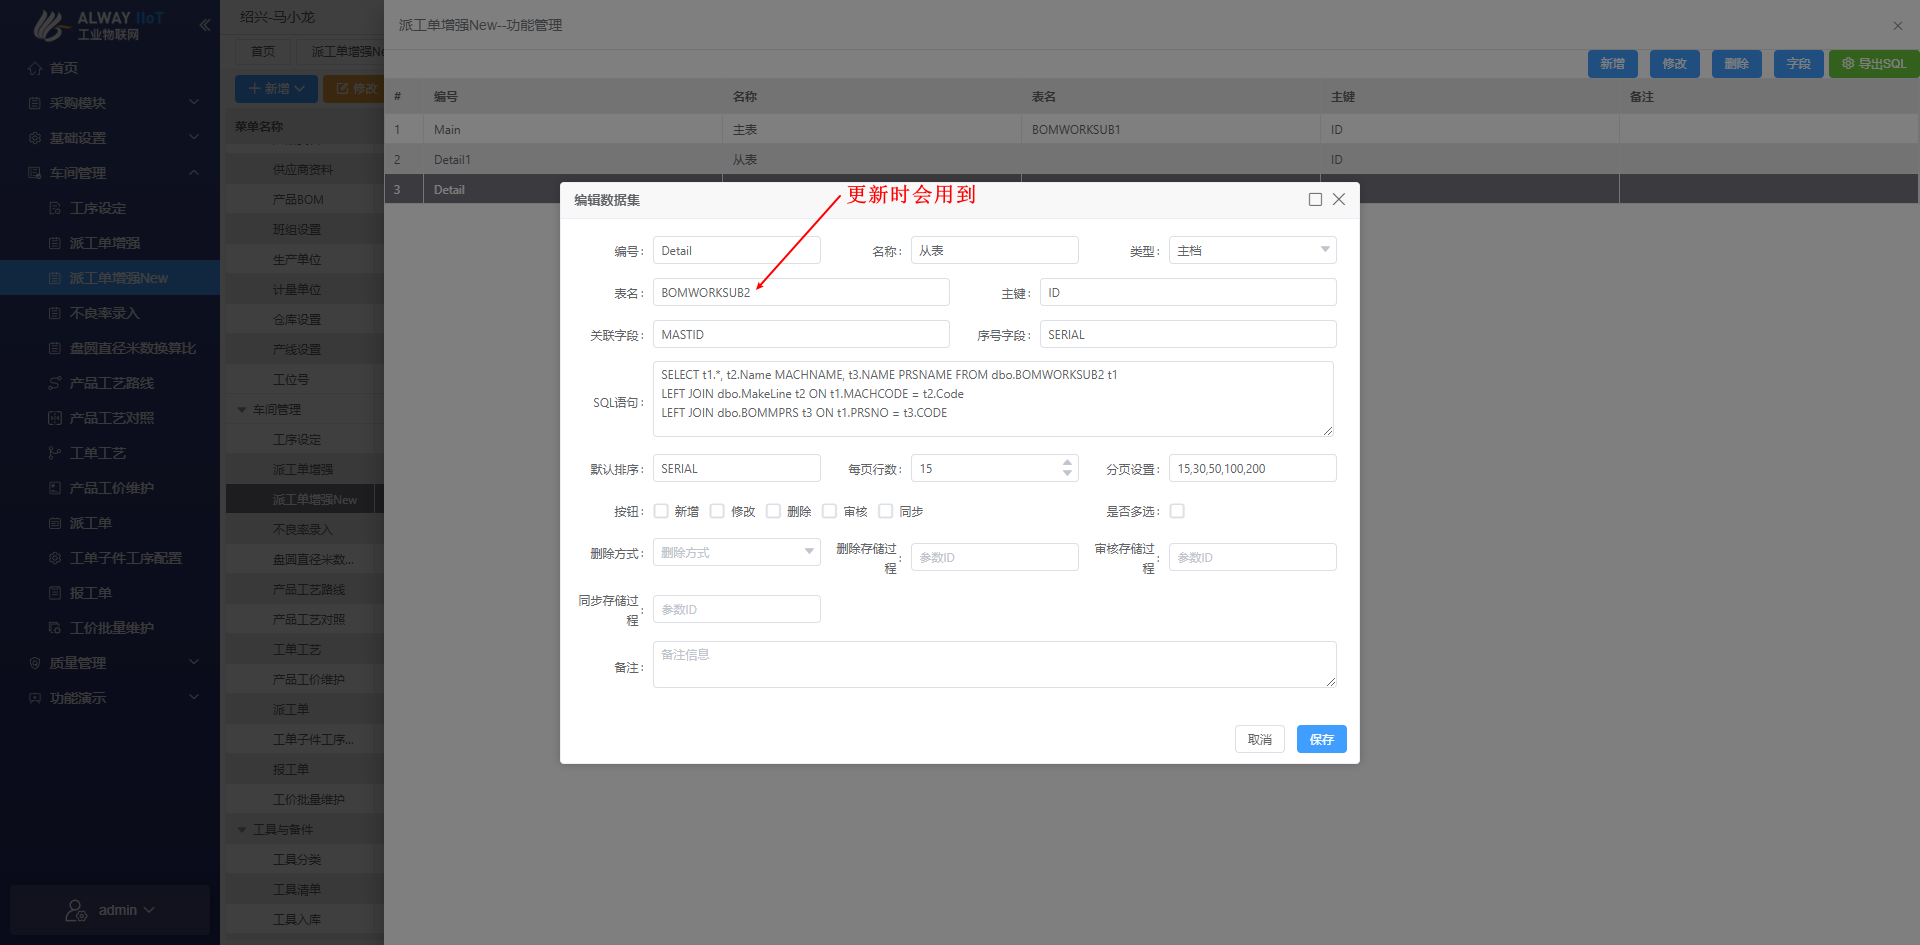 ALWAY IIoT
工业物联网
首页
采购模块
基础设置
车间管理
工序设定
派工单增强
派工单增强New
不良率录入
盘圆直径米数换算比
产品工艺路线
产品工艺对照
工单工艺
产品工价维护
派工单
工单子件工序配置
报工单
工价批量维护
质量管理
功能演示
admin
绍兴-马小龙
首页
派工单增强Ne
新增
修改
菜单名称
供应商资料
产品BOM
班组设置
生产单位
计量单位
仓库设置
产线设置
工位号
车间管理
工序设定
派工单增强
派工单增强New
不良率录入
盘圆直径米数...
产品工艺路线
产品工艺对照
工单工艺
产品工价维护
派工单
工单子件工序...
报工单
工价批量维护
工具与备件
工具分类
工具清单
工具入库
派工单增强New--功能管理
新增 修改 删除 字段 导出SQL
# 编号 名称 表名 主键 备注
1 Main 主表 BOMWORKSUB1 ID
2 Detail1 从表 ID
3 Detail
更新时会用到
编辑数据集
编号: Detail 名称: 从表 类型: 主档
表名: BOMWORKSUB2 主键: ID
关联字段: MASTID 序号字段: SERIAL
SQL语句:
SELECT t1.*, t2.Name MACHNAME, t3.NAME PRSNAME FROM dbo.BOMWORKSUB2 t1
LEFT JOIN dbo.MakeLine t2 ON t1.MACHCODE = t2.Code
LEFT JOIN dbo.BOMMPRS t3 ON t1.PRSNO = t3.CODE
默认排序: SERIAL 每页行数: 15 分页设置: 15,30,50,100,200
按钮: 新增 修改 删除 审核 同步 是否多选:
删除方式: 删除方式 删除存储过程: 参数ID 审核存储过程: 参数ID
同步存储过程: 参数ID
备注: 备注信息
取消 保存